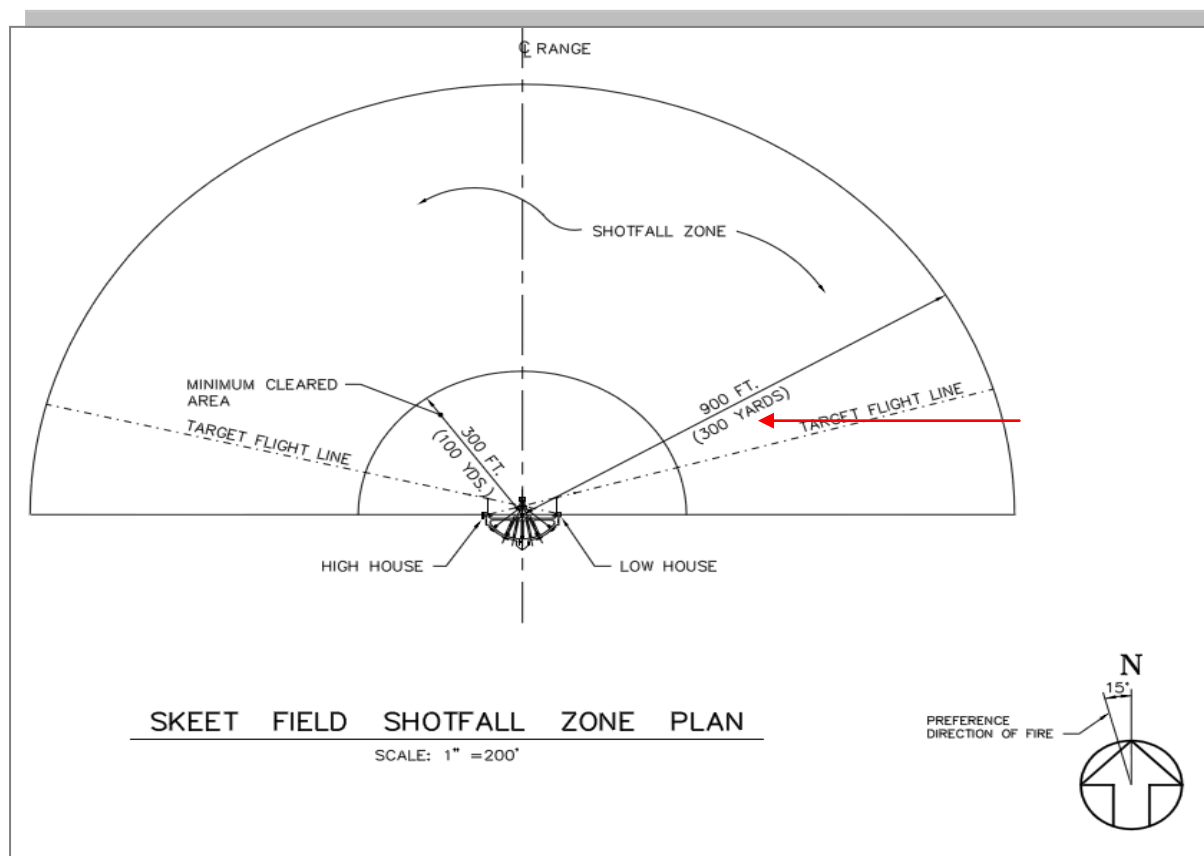 ℄ RANGE
SHOTFALL ZONE
MINIMUM CLEARED
AREA
TARGET FLIGHT LINE
300 FT.
(100 YDS.)
900 FT.
(300 YARDS)
TARGET FLIGHT LINE
HIGH HOUSE
LOW HOUSE
SKEET FIELD SHOTFALL ZONE PLAN
SCALE: 1" =200'
N
15°
PREFERENCE
DIRECTION OF FIRE